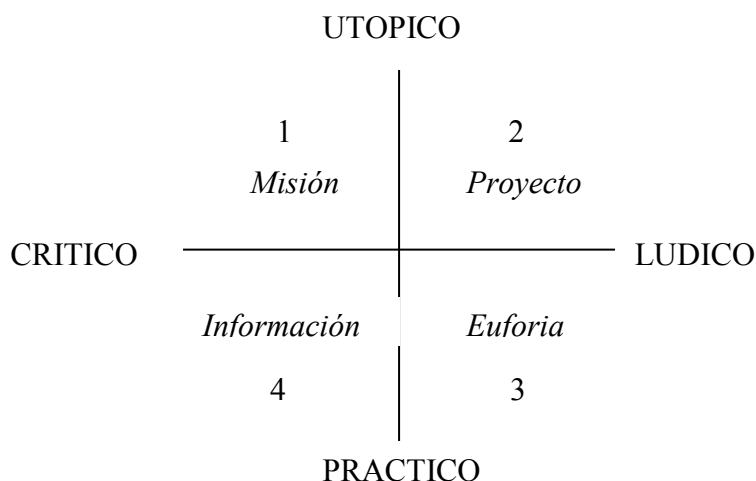 UTOPICO
1 2
Misión Proyecto
CRITICO LUDICO
Información Euforia
4 3
PRACTICO